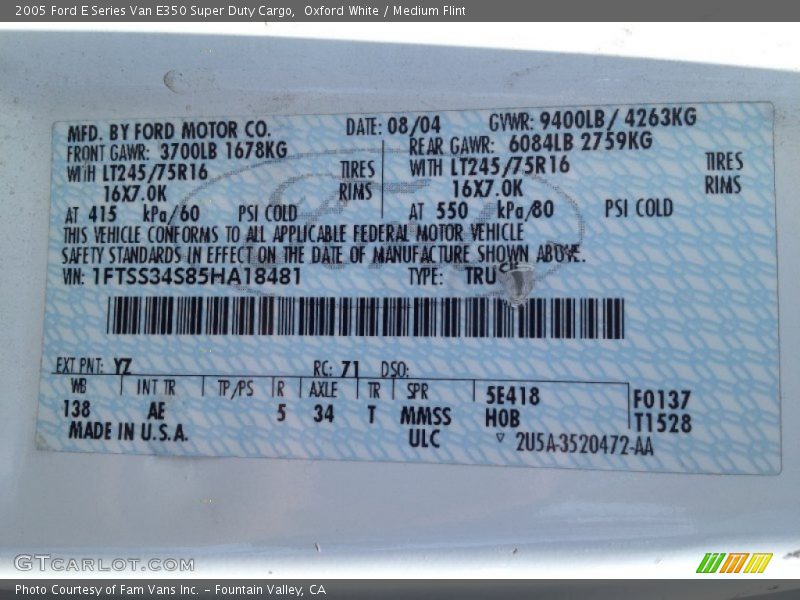 2005 Ford E Series Van E350 Super Duty Cargo,  Oxford White / Medium Flint
MFD. BY FORD MOTOR CO. DATE: 08/04 GVWR: 9400LB/ 4263KG
FRONT GAWR: 3700LB 1678KG REAR GAWR: 6084LB 2759KG
WITH LT245/75R16 TIRES WITH LT245/75R16 TIRES
16X7.0K RIMS 16X7.0K RIMS
AT 415 kPa/60 PSI COLD AT 550 kPa/80 PSI COLD
THIS VEHICLE CONFORMS TO ALL APPLICABLE FEDERAL MOTOR VEHICLE
SAFETY STANDARDS IN EFFECT ON THE DATE OF MANUFACTURE SHOWN ABOVE.
VIN: 1FTSS34S85HA18481 TYPE: TRUCK
EXT PNT: YZ RC: 71 DSO:
WB INT TR TP/PS R AXLE TR SPR 5E418 F0137
138 AE 5 34 T MMSS H0B T1528
MADE IN U.S.A. ULC 2U5A-3520472-AA
GTCARLOT.COM
Photo Courtesy of Fam Vans Inc. – Fountain Valley, CA